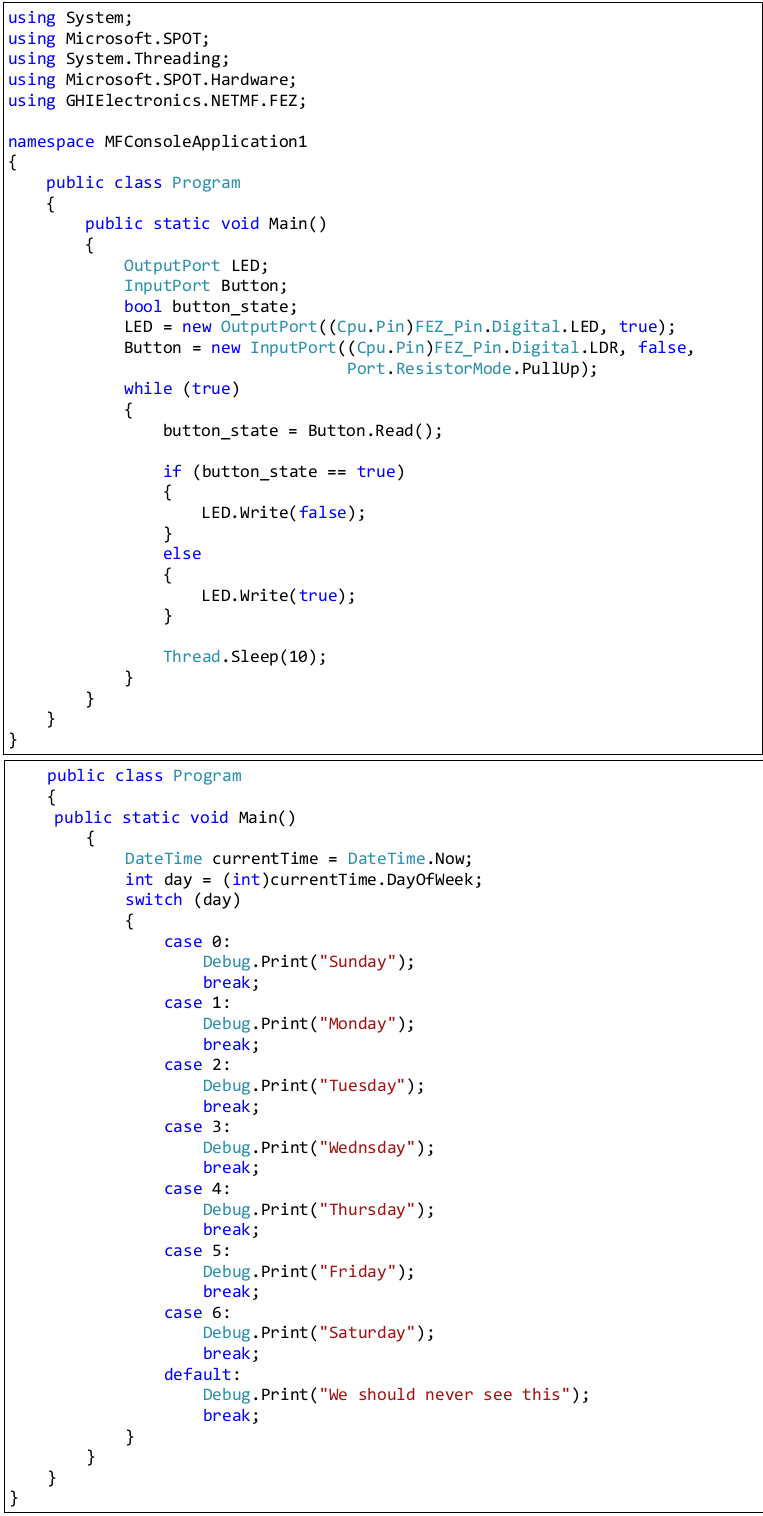 using System;
using Microsoft.SPOT;
using System.Threading;
using Microsoft.SPOT.Hardware;
using GHIElectronics.NETMF.FEZ;

namespace MFConsoleApplication1
{
    public class Program
    {
        public static void Main()
        {
            OutputPort LED;
            InputPort Button;
            bool button_state;
            LED = new OutputPort((Cpu.Pin)FEZ_Pin.Digital.LED, true);
            Button = new InputPort((Cpu.Pin)FEZ_Pin.Digital.LDR, false,
                                   Port.ResistorMode.PullUp);
            while (true)
            {
                button_state = Button.Read();

                if (button_state == true)
                {
                    LED.Write(false);
                }
                else
                {
                    LED.Write(true);
                }

                Thread.Sleep(10);
            }
        }
    }
}
    public class Program
    {
     public static void Main()
        {
            DateTime currentTime = DateTime.Now;
            int day = (int)currentTime.DayOfWeek;
            switch (day)
            {
                case 0:
                    Debug.Print("Sunday");
                    break;
                case 1:
                    Debug.Print("Monday");
                    break;
                case 2:
                    Debug.Print("Tuesday");
                    break;
                case 3:
                    Debug.Print("Wednsday");
                    break;
                case 4:
                    Debug.Print("Thursday");
                    break;
                case 5:
                    Debug.Print("Friday");
                    break;
                case 6:
                    Debug.Print("Saturday");
                    break;
                default:
                    Debug.Print("We should never see this");
                    break;
            }
        }
    }
}